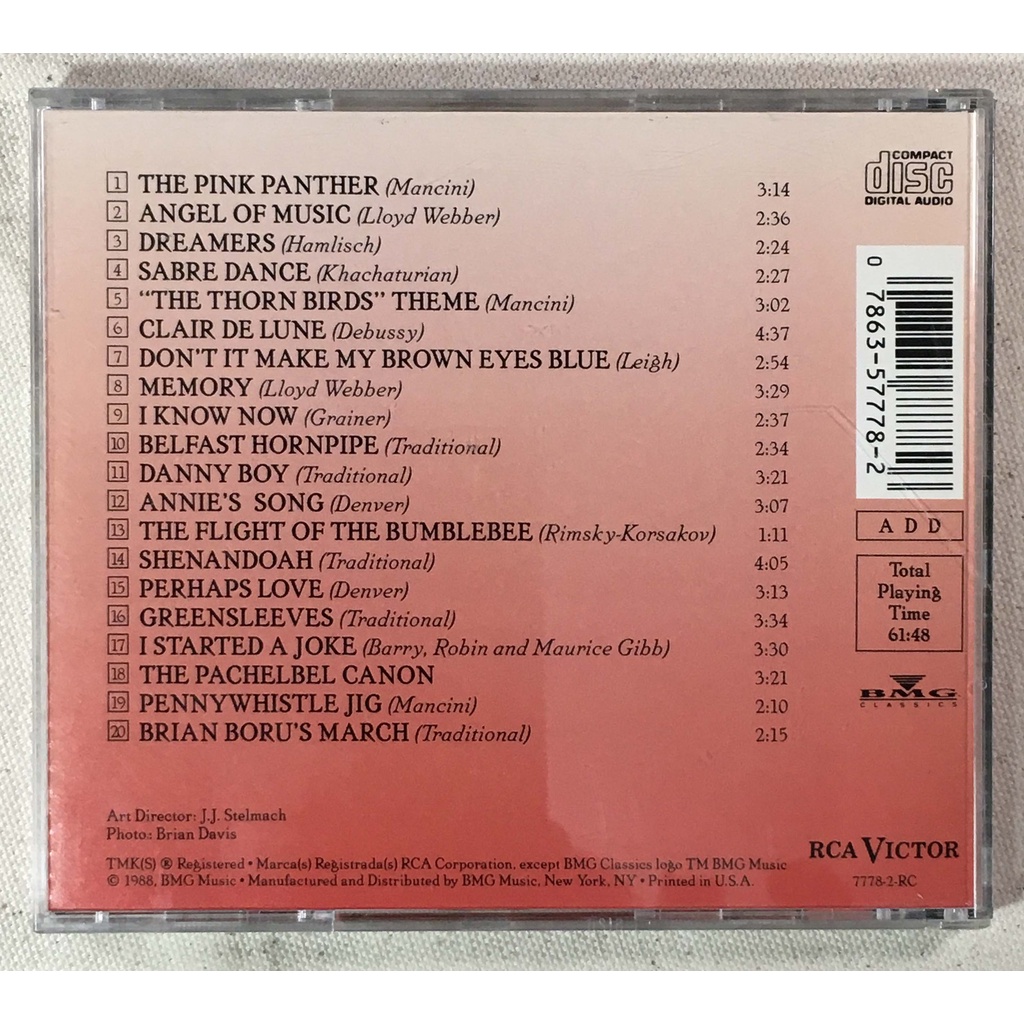 1 THE PINK PANTHER (Mancini) 3:14
2 ANGEL OF MUSIC (Lloyd Webber) 2:36
3 DREAMERS (Hamlisch) 2:24
4 SABRE DANCE (Khachaturian) 2:27
5 “THE THORN BIRDS” THEME (Mancini) 3:02
6 CLAIR DE LUNE (Debussy) 4:37
7 DON'T IT MAKE MY BROWN EYES BLUE (Leigh) 2:54
8 MEMORY (Lloyd Webber) 3:29
9 I KNOW NOW (Grainer) 2:37
10 BELFAST HORNPIPE (Traditional) 2:34
11 DANNY BOY (Traditional) 3:21
12 ANNIE'S SONG (Denver) 3:07
13 THE FLIGHT OF THE BUMBLEBEE (Rimsky-Korsakov) 1:11
14 SHENANDOAH (Traditional) 4:05
15 PERHAPS LOVE (Denver) 3:13
16 GREENSLEEVES (Traditional) 3:34
17 I STARTED A JOKE (Barry, Robin and Maurice Gibb) 3:30
18 THE PACHELBEL CANON 3:21
19 PENNYWHISTLE JIG (Mancini) 2:10
20 BRIAN BORU'S MARCH (Traditional) 2:15
COMPACT
disc
DIGITAL AUDIO
0 7863-57778-2
A D D
Total
Playing
Time
61:48
BMG
CLASSICS
Art Director: J.J. Stelmach
Photo: Brian Davis
TMK(S) ® Registered • Marca(s) Registrada(s) RCA Corporation, except BMG Classics logo TM BMG Music
© 1988, BMG Music • Manufactured and Distributed by BMG Music, New York, NY • Printed in U.S.A.
RCA VICTOR
7778-2-RC